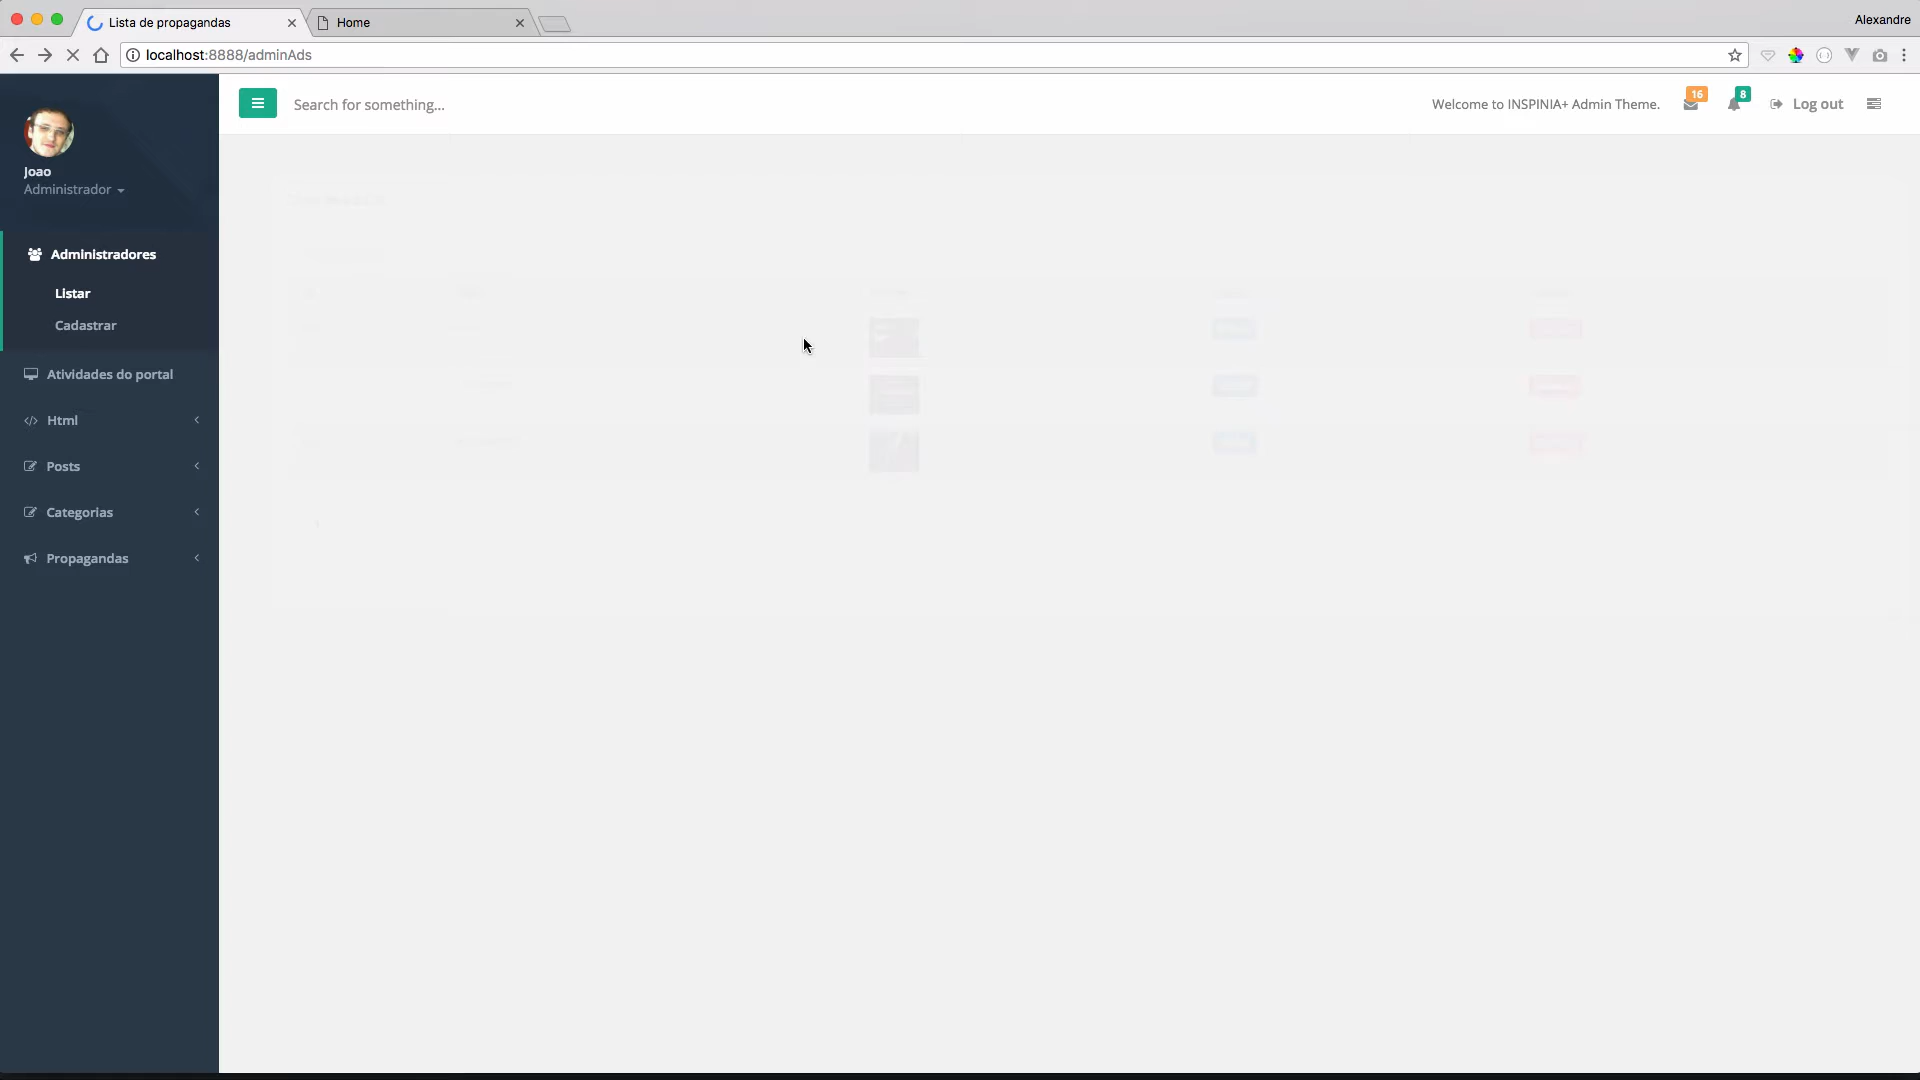 Lista de propagandas
Home
Alexandre
localhost:8888/adminAds
Search for something...
Welcome to INSPINIA+ Admin Theme.
16
8
Log out
Joao
Administrador
Administradores
Listar
Cadastrar
Atividades do portal
Html
Posts
Categorias
Propagandas